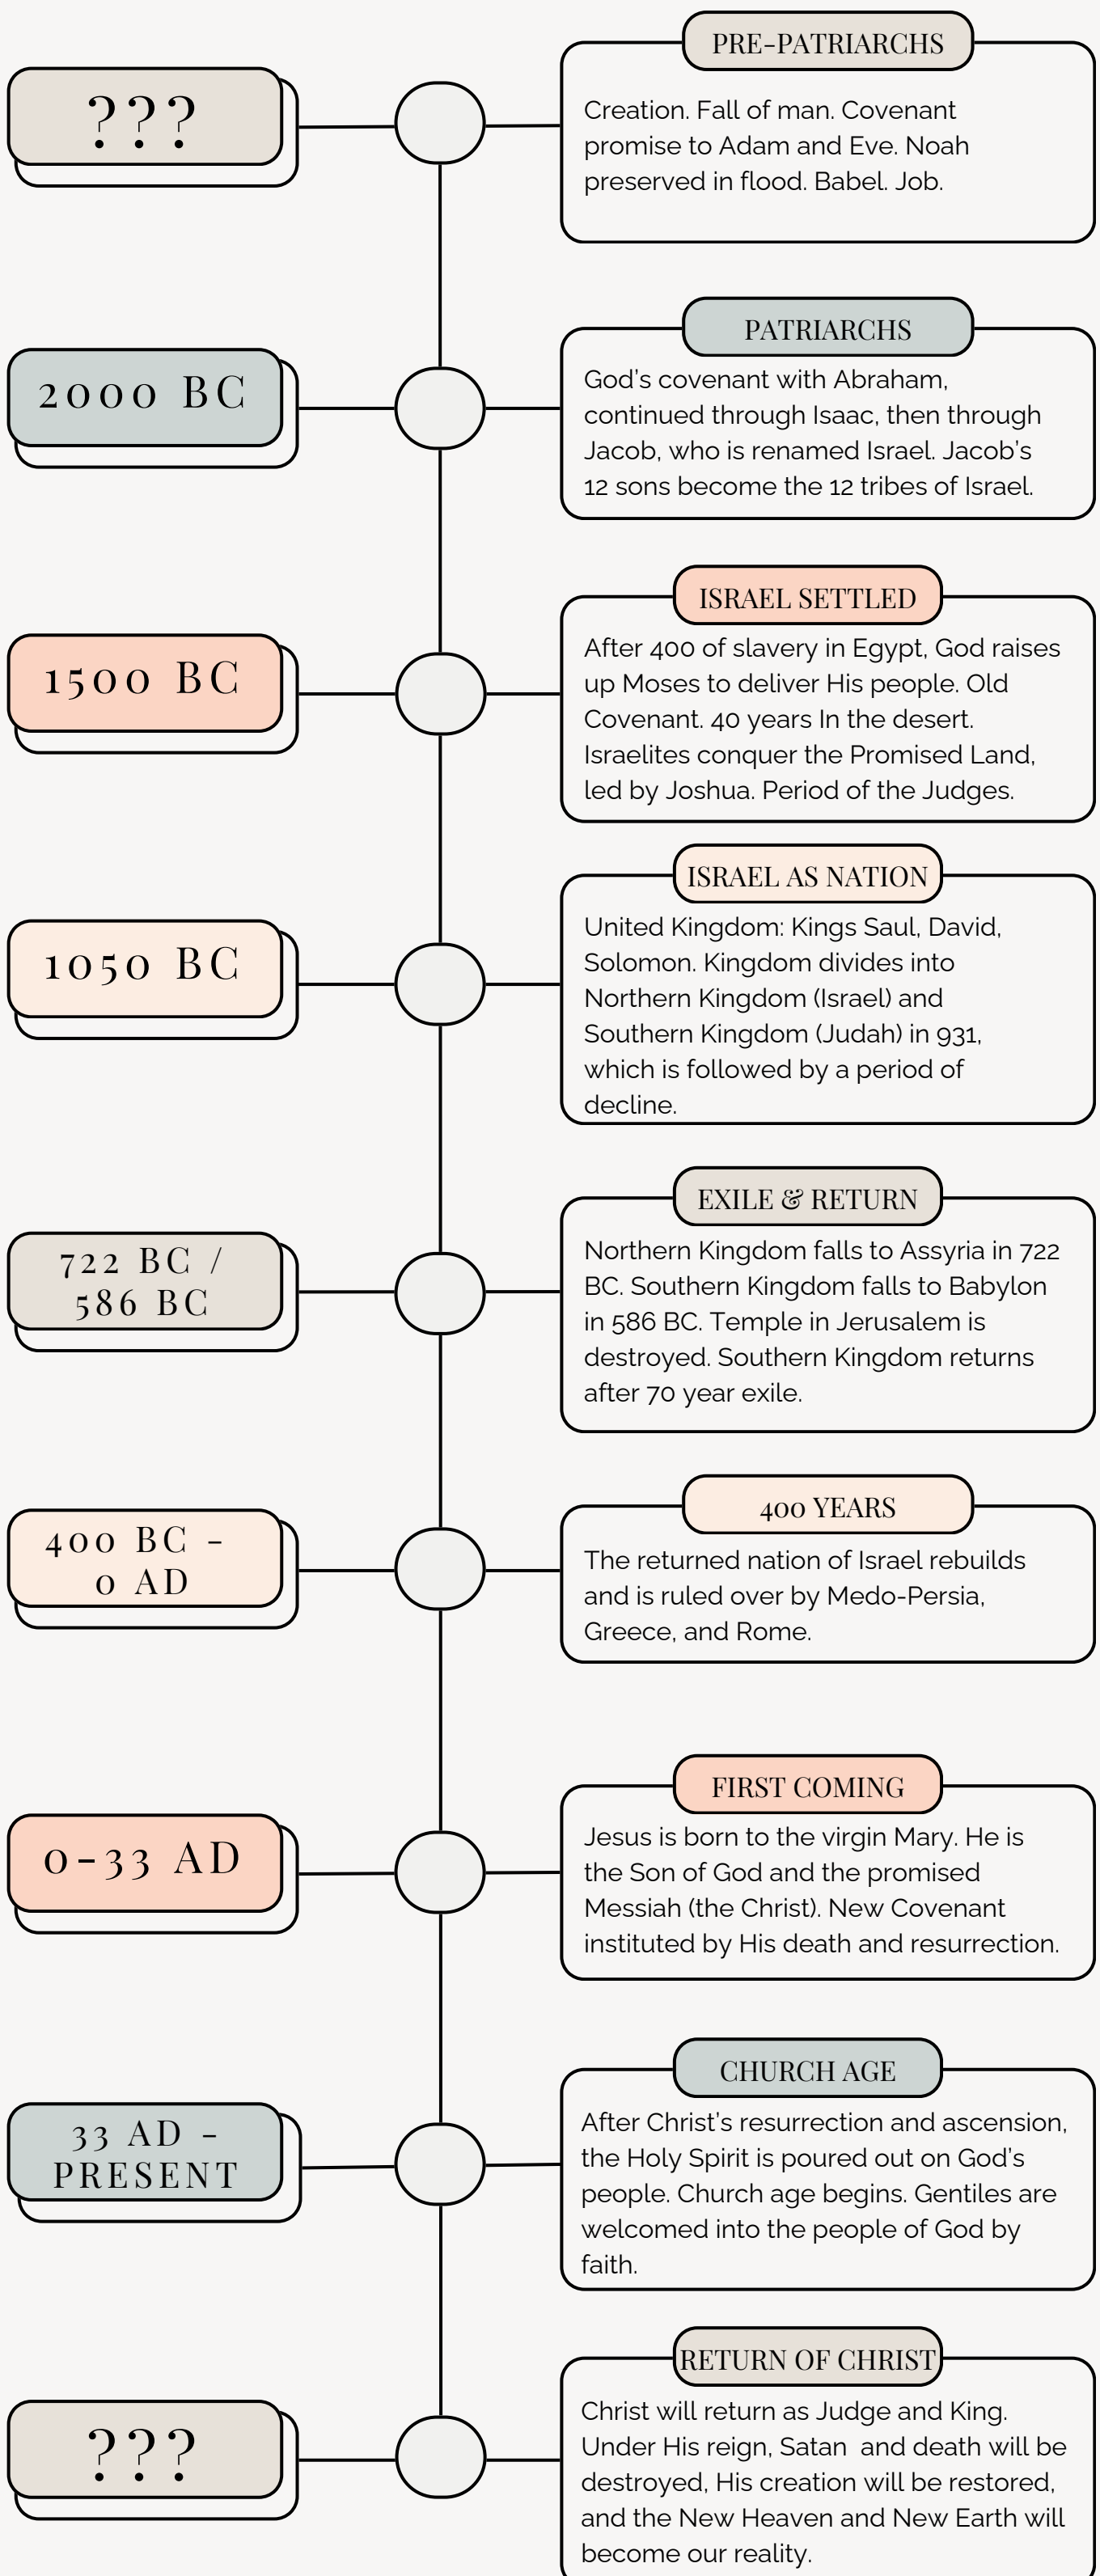 ???
PRE-PATRIARCHS
Creation. Fall of man. Covenant
promise to Adam and Eve. Noah
preserved in flood. Babel. Job.
2000 BC
PATRIARCHS
God's covenant with Abraham,
continued through Isaac, then through
Jacob, who is renamed Israel. Jacob's
12 sons become the 12 tribes of Israel.
1500 BC
ISRAEL SETTLED
After 400 of slavery in Egypt, God raises
up Moses to deliver His people. Old
Covenant. 40 years In the desert.
Israelites conquer the Promised Land,
led by Joshua. Period of the Judges.
1050 BC
ISRAEL AS NATION
United Kingdom: Kings Saul, David,
Solomon. Kingdom divides into
Northern Kingdom (Israel) and
Southern Kingdom (Judah) in 931,
which is followed by a period of
decline.
722 BC /
586 BC
EXILE & RETURN
Northern Kingdom falls to Assyria in 722
BC. Southern Kingdom falls to Babylon
in 586 BC. Temple in Jerusalem is
destroyed. Southern Kingdom returns
after 70 year exile.
400 BC -
0 AD
400 YEARS
The returned nation of Israel rebuilds
and is ruled over by Medo-Persia,
Greece, and Rome.
0-33 AD
FIRST COMING
Jesus is born to the virgin Mary. He is
the Son of God and the promised
Messiah (the Christ). New Covenant
instituted by His death and resurrection.
33 AD -
PRESENT
CHURCH AGE
After Christ's resurrection and ascension,
the Holy Spirit is poured out on God's
people. Church age begins. Gentiles are
welcomed into the people of God by
faith.
???
RETURN OF CHRIST
Christ will return as Judge and King.
Under His reign, Satan and death will be
destroyed, His creation will be restored,
and the New Heaven and New Earth will
become our reality.